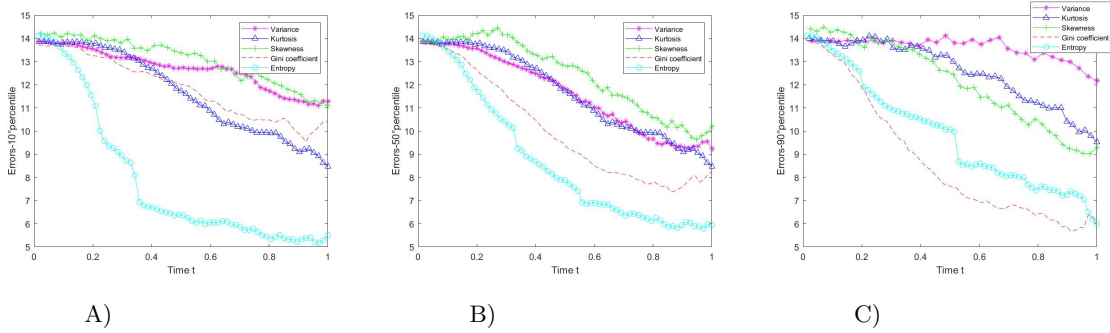 15
14
13
12
11
10
9
8
7
6
5
Errors-10°percentile
0
0.2
0.4
0.6
0.8
1
Time t
Variance
Kurtosis
Skewness
Gini coefficient
Entropy
A)
15
14
13
12
11
10
9
8
7
6
5
Errors-50°percentile
0
0.2
0.4
0.6
0.8
1
Time t
Variance
Kurtosis
Skewness
Gini coefficient
Entropy
B)
15
14
13
12
11
10
9
8
7
6
5
Errors-90°percentile
0
0.2
0.4
0.6
0.8
1
Time t
Variance
Kurtosis
Skewness
Gini coefficient
Entropy
C)